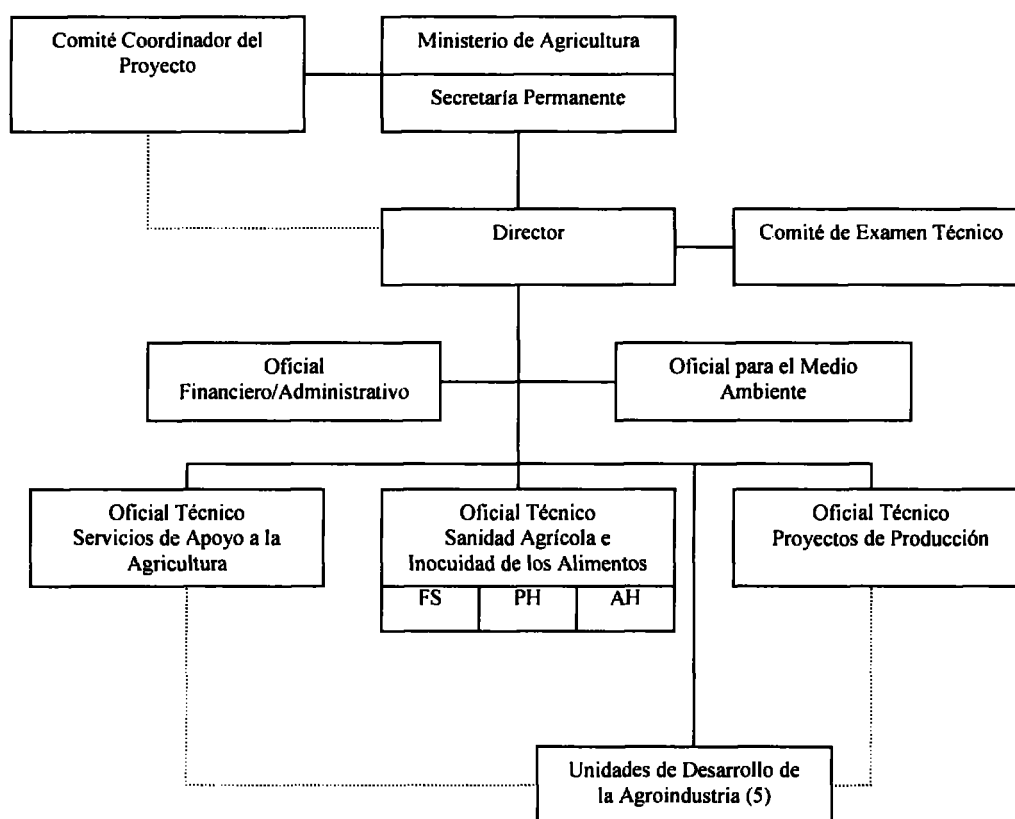 Comité Coordinador del
Proyecto
Ministerio de Agricultura
Secretaría Permanente
Director
Comité de Examen Técnico
Oficial
Financiero/Administrativo
Oficial para el Medio
Ambiente
Oficial Técnico
Servicios de Apoyo a la
Agricultura
Oficial Técnico
Sanidad Agrícola e
Inocuidad de los Alimentos
FS PH AH
Oficial Técnico
Proyectos de Producción
Unidades de Desarrollo de
la Agroindustria (5)